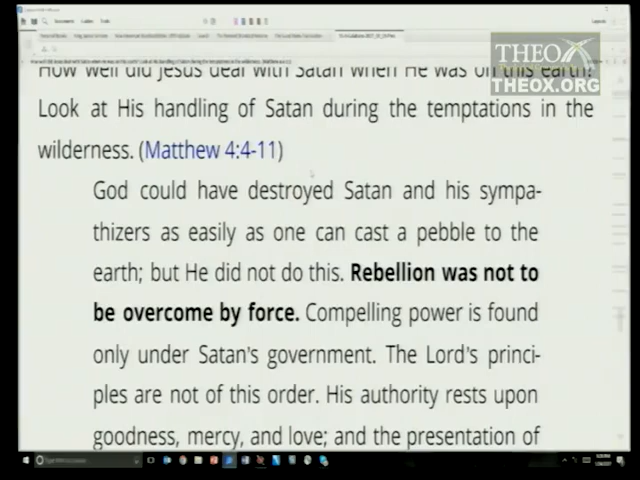 THEOX
THEOX.ORG
How well did Jesus deal with Satan when He was on this earth?
Look at His handling of Satan during the temptations in the
wilderness. (Matthew 4:4-11)
God could have destroyed Satan and his sympa-
thizers as easily as one can cast a pebble to the
earth; but He did not do this. Rebellion was not to
be overcome by force. Compelling power is found
only under Satan's government. The Lord's princi-
ples are not of this order. His authority rests upon
goodness, mercy, and love; and the presentation of